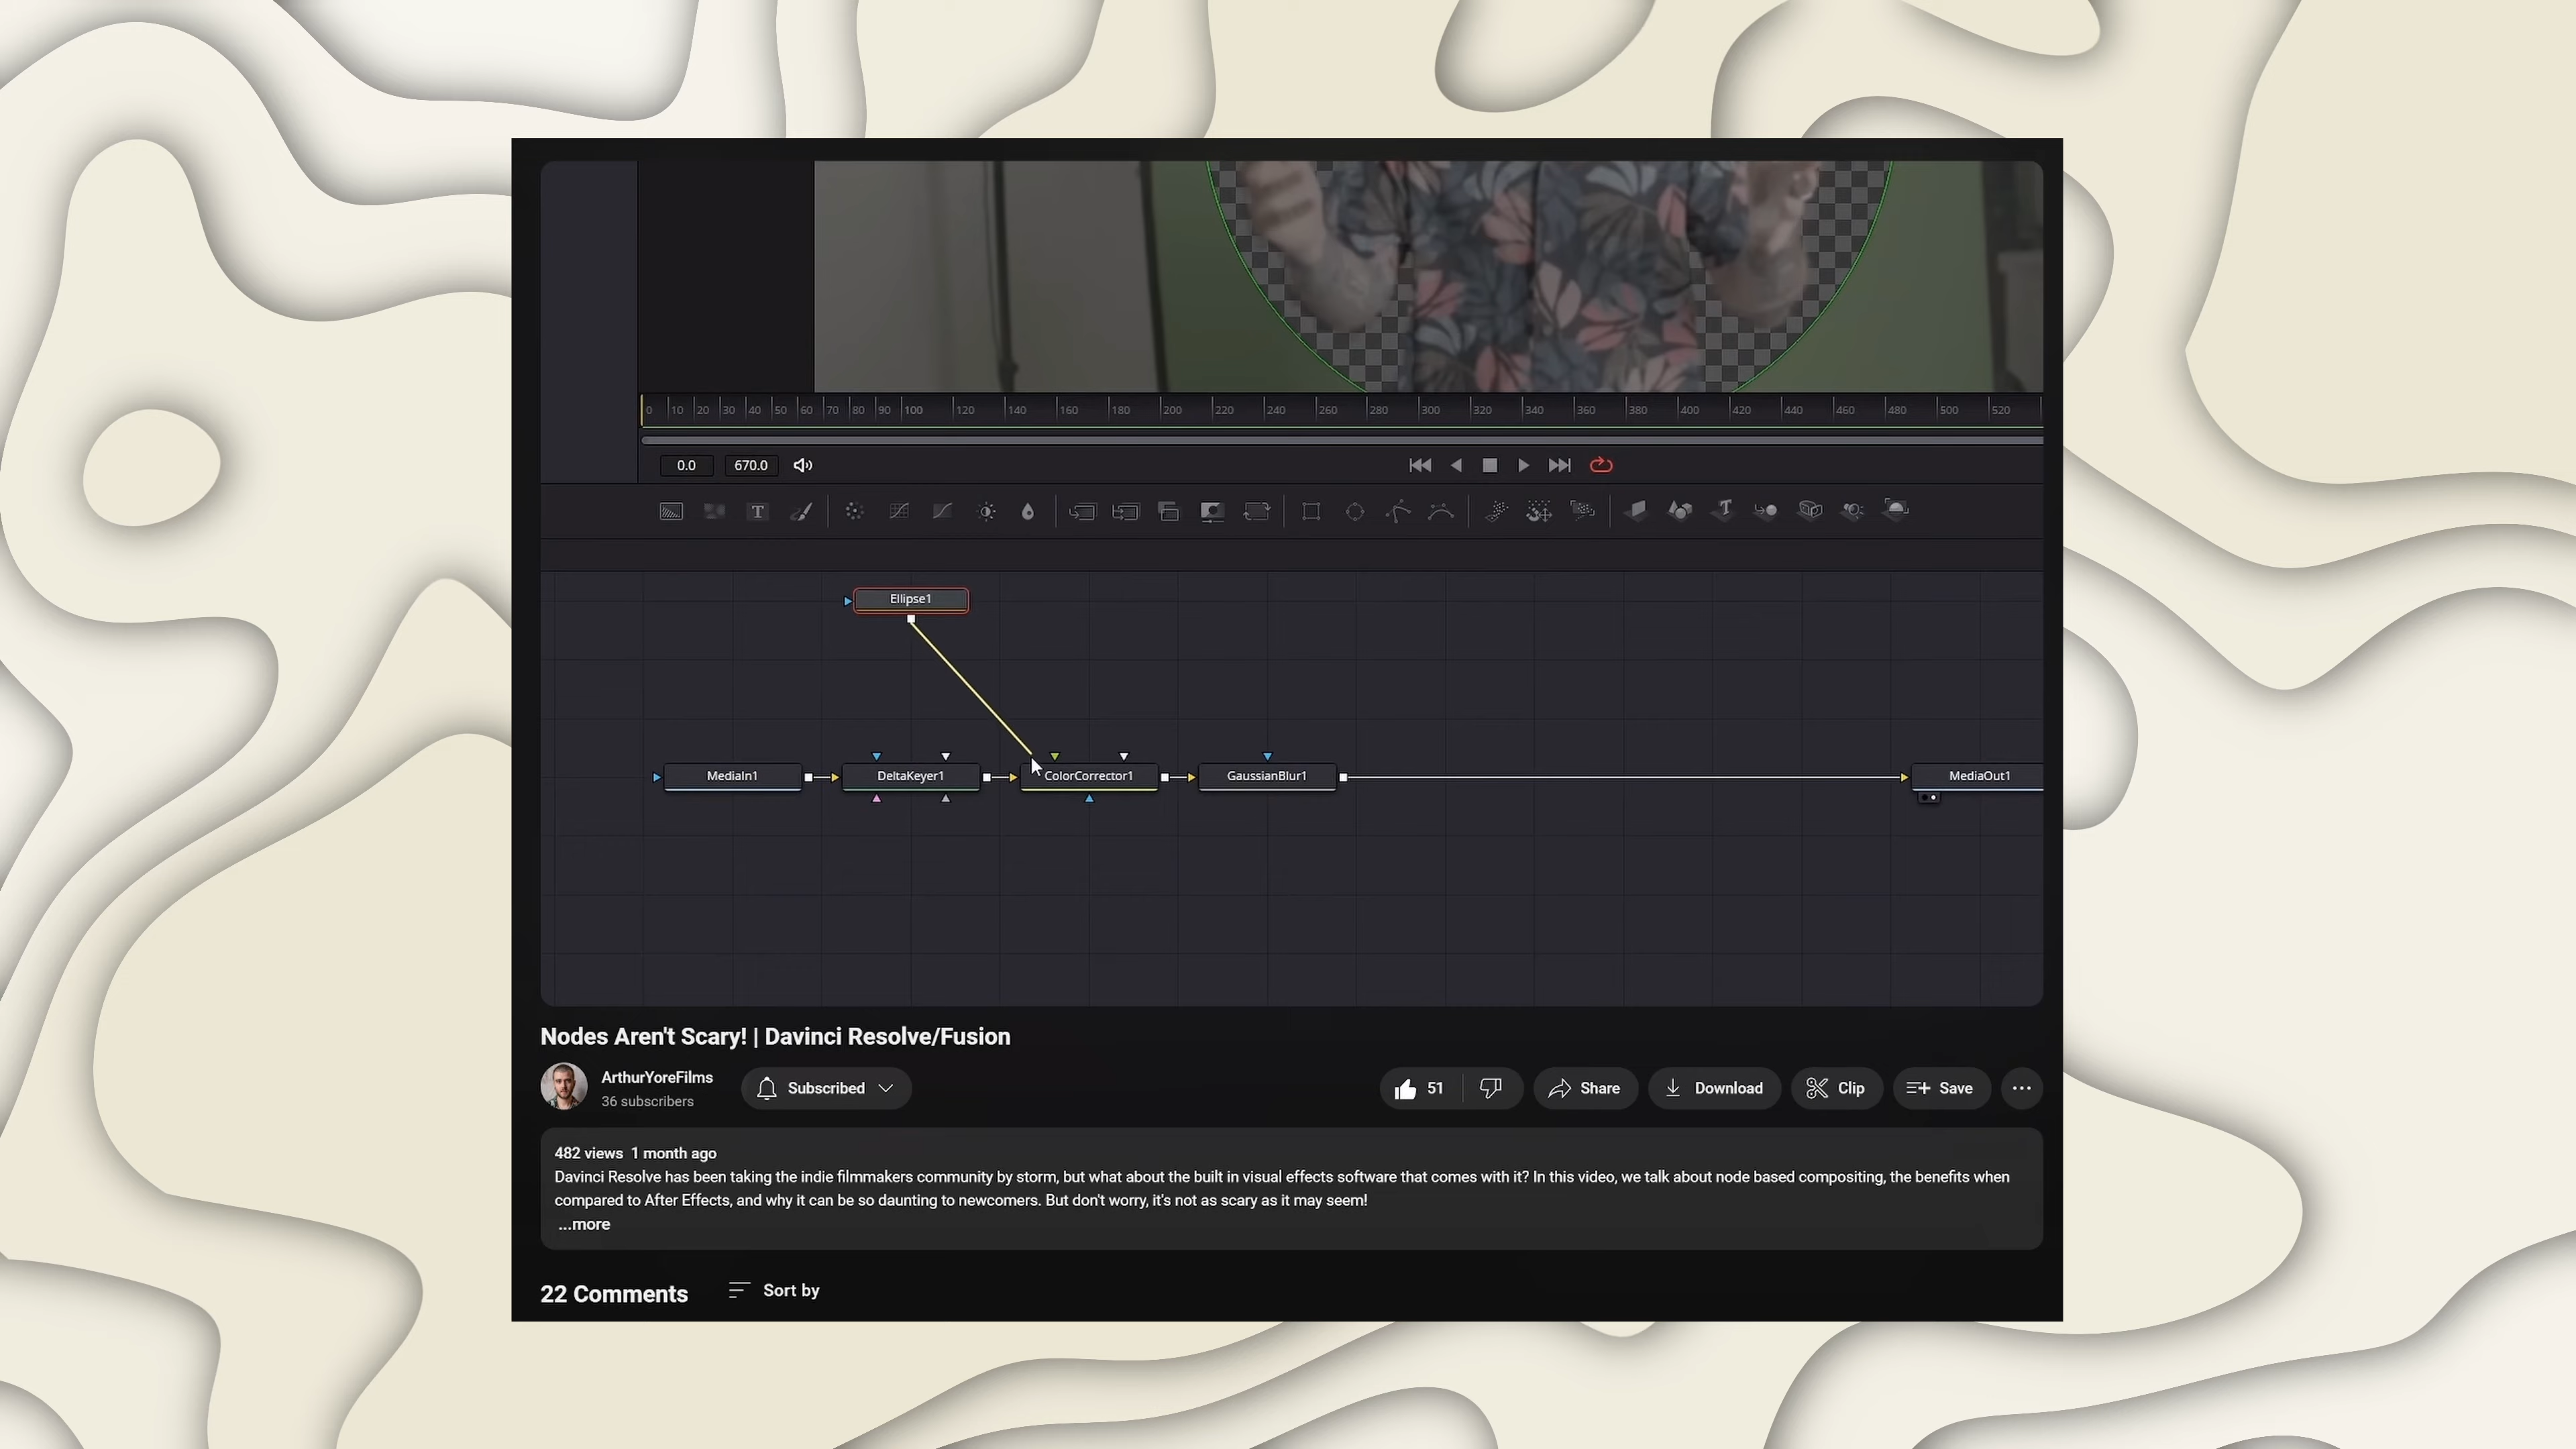 0 10 20 30 40 50 60 70 80 90 100 120 140 160 180 200 220 240 260 280 300 320 340 360 380 400 420 440 460 480 500 520
0.0 670.0
T T
Ellipse1
MediaIn1 DeltaKeyer1 ColorCorrector1 GaussianBlur1 MediaOut1
Nodes Aren't Scary! | Davinci Resolve/Fusion
ArthurYoreFilms
36 subscribers
Subscribed
51 Share Download Clip Save
482 views 1 month ago
Davinci Resolve has been taking the indie filmmakers community by storm, but what about the built in visual effects software that comes with it? In this video, we talk about node based compositing, the benefits when
compared to After Effects, and why it can be so daunting to newcomers. But don't worry, it's not as scary as it may seem!
...more
22 Comments Sort by